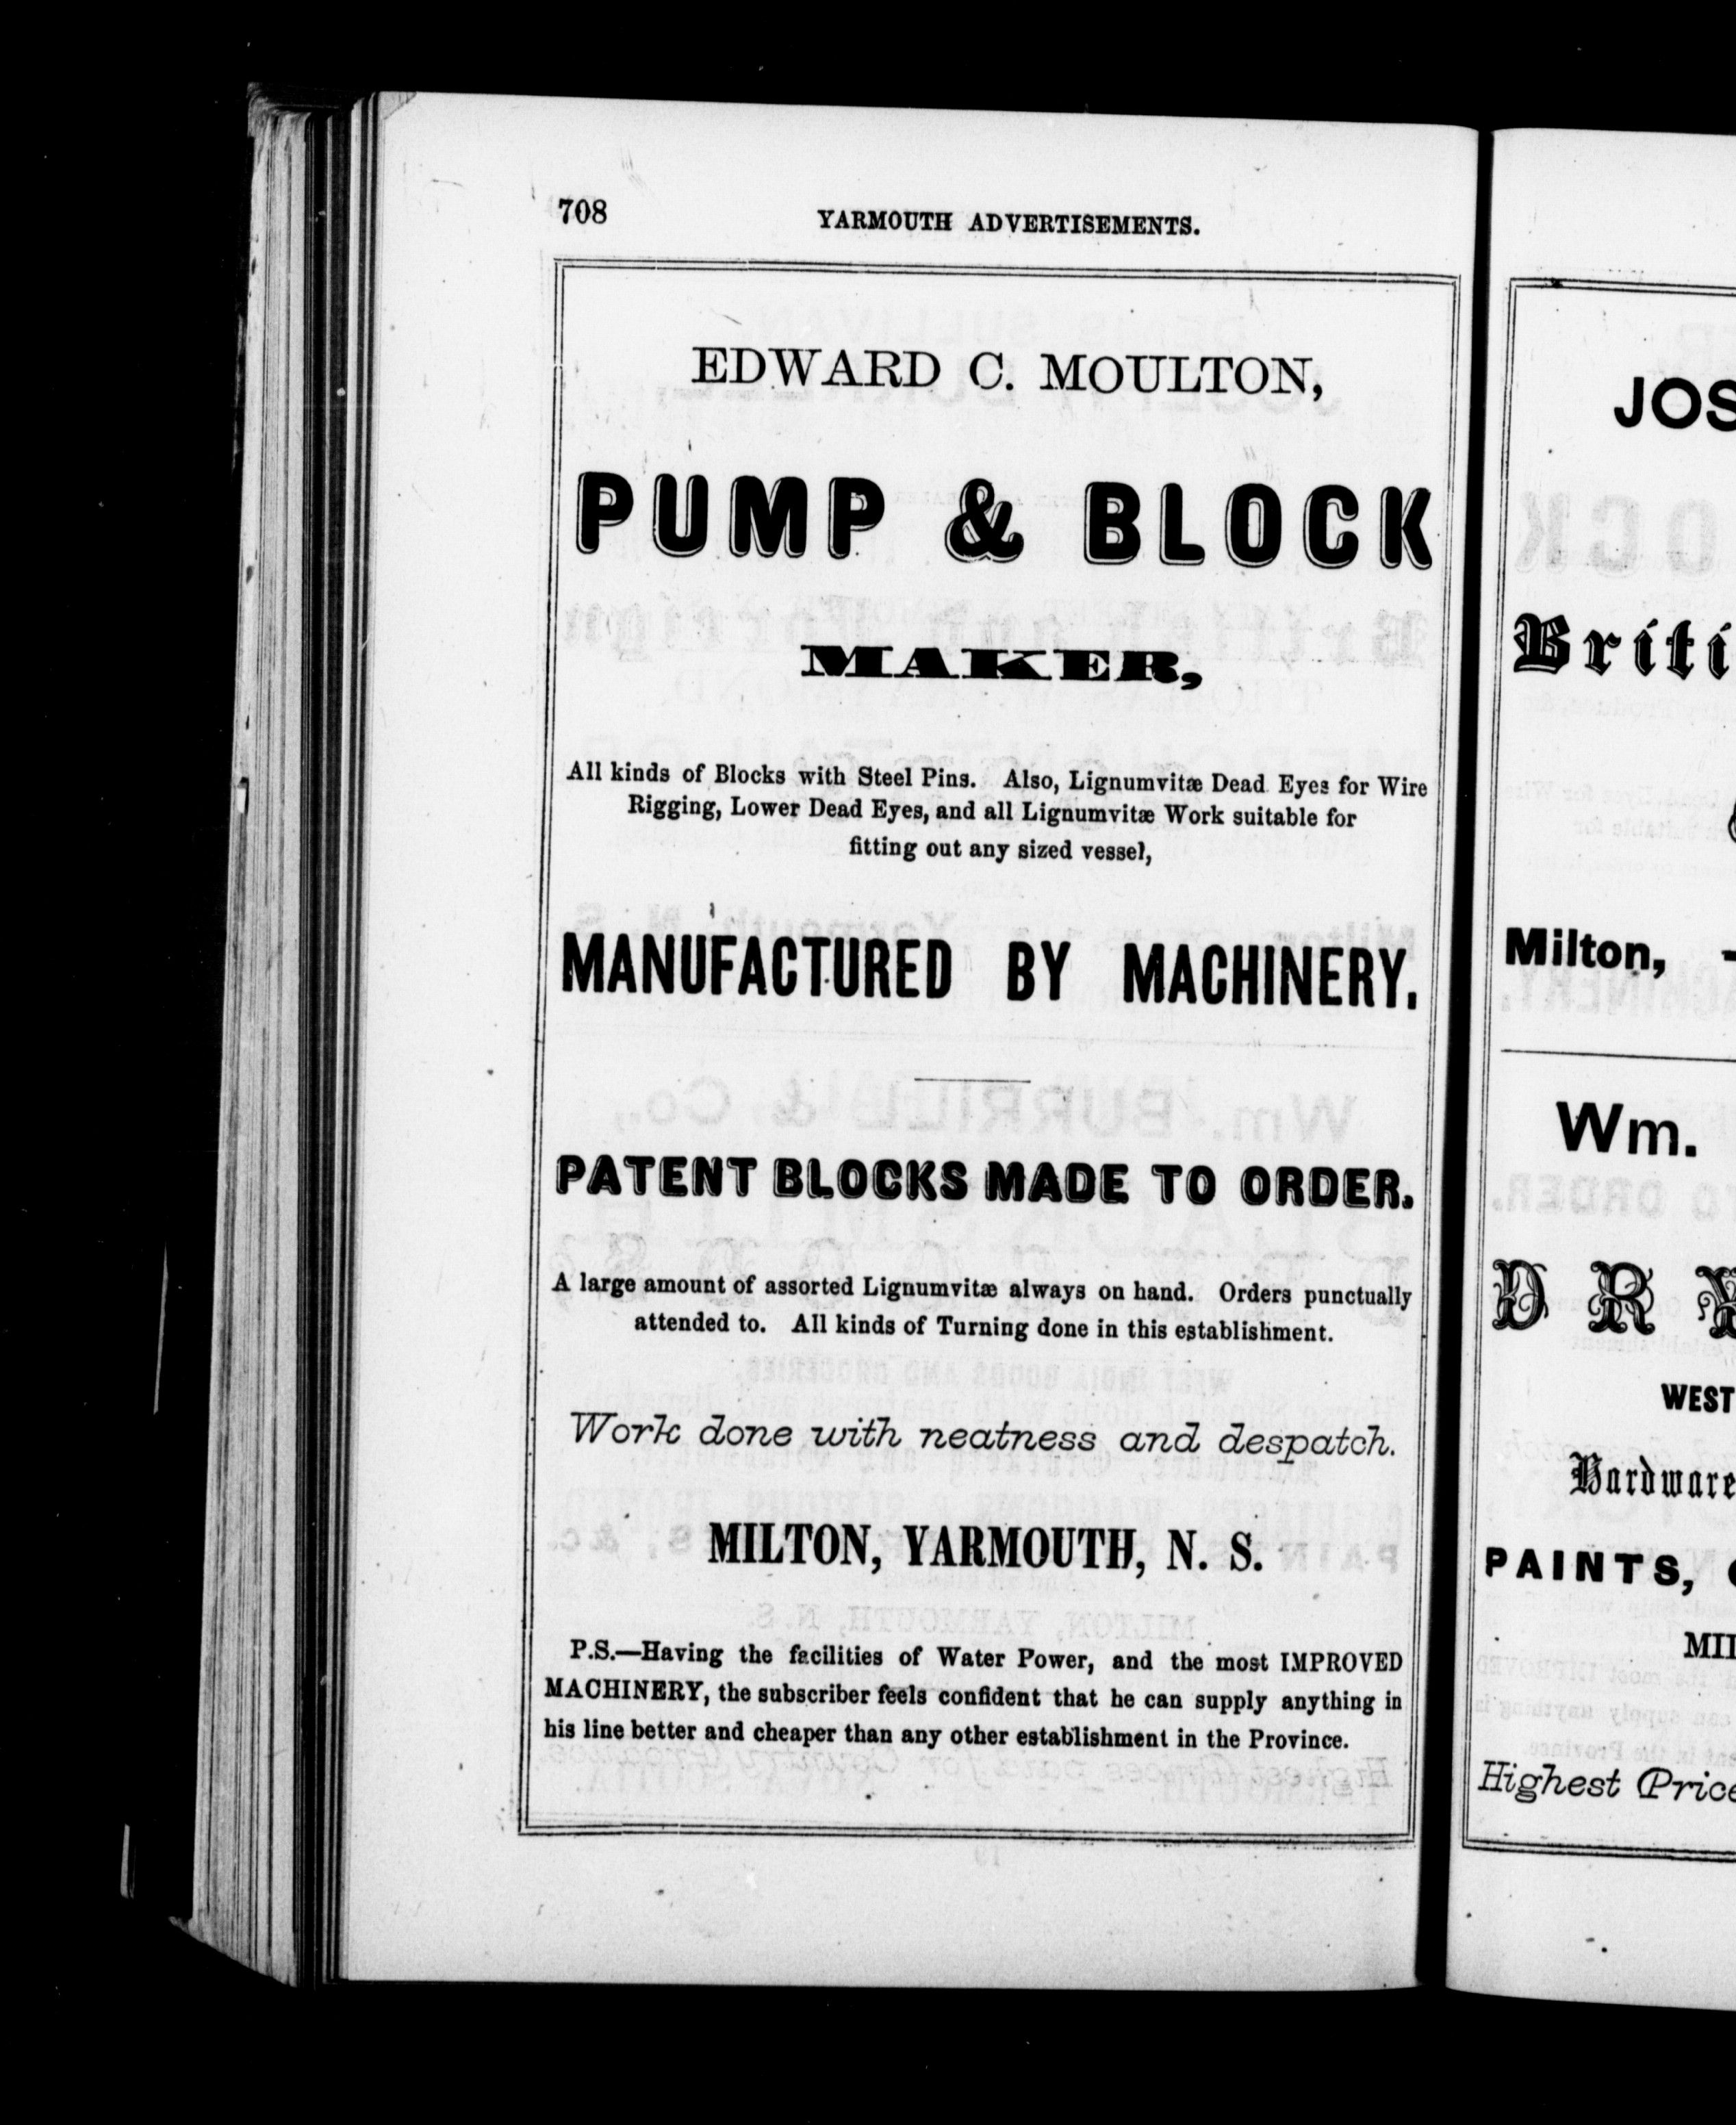 708
YARMOUTH ADVERTISEMENTS.
EDWARD C. MOULTON,
PUMP & BLOCK
MAKER,
All kinds of Blocks with Steel Pins. Also, Lignumvitæ Dead Eyes for Wire
Rigging, Lower Dead Eyes, and all Lignumvitæ Work suitable for
fitting out any sized vessel,
MANUFACTURED BY MACHINERY.
PATENT BLOCKS MADE TO ORDER.
A large amount of assorted Lignumvitæ always on hand. Orders punctually
attended to. All kinds of Turning done in this establishment.
Work done with neatness and despatch.
MILTON, YARMOUTH, N. S.
P.S.—Having the facilities of Water Power, and the most IMPROVED
MACHINERY, the subscriber feels confident that he can supply anything in
his line better and cheaper than any other establishment in the Province.
JOS
Briti
Milton, -
Wm.
DR
WEST
Hardware
PAINTS,
MIL
Highest Price